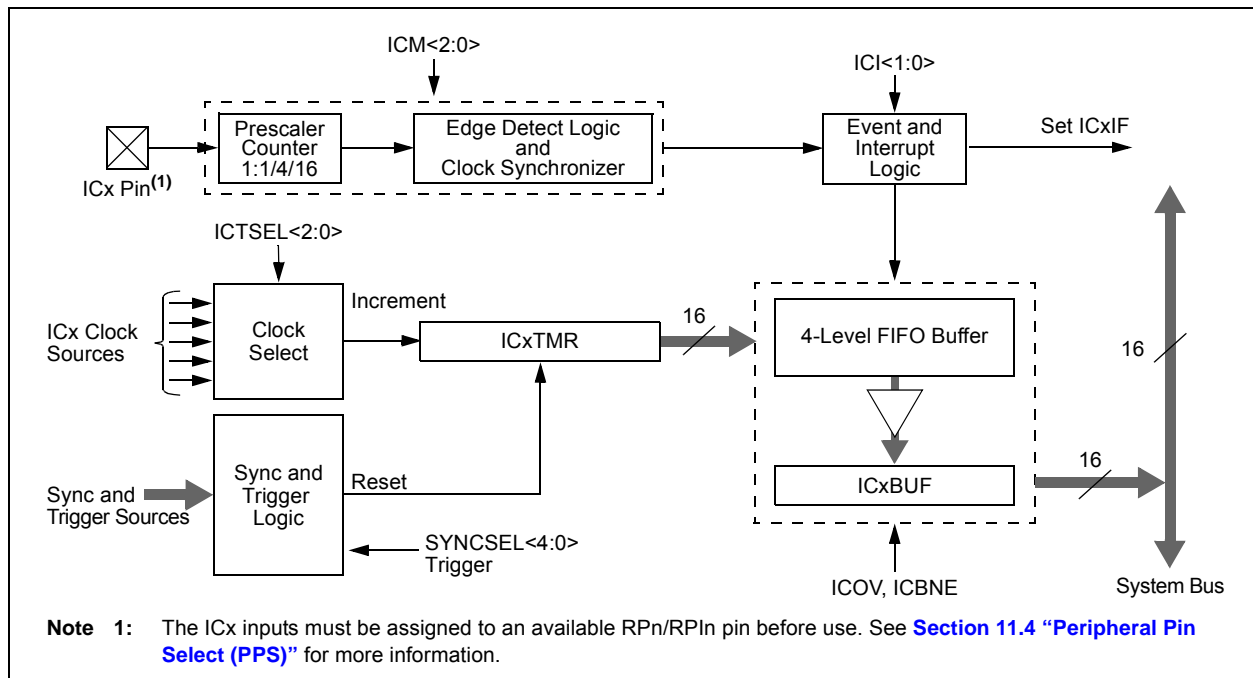 ICM<2:0>
ICI<1:0>
Prescaler
Counter
1:1/4/16
Edge Detect Logic
and
Clock Synchronizer
Event and
Interrupt
Logic
Set ICxIF
ICx Pin(1)
ICTSEL<2:0>
Increment
ICx Clock
Sources
Clock
Select
ICxTMR
16
4-Level FIFO Buffer
16
Sync and
Trigger Sources
Sync and
Trigger
Logic
Reset
ICxBUF
16
SYNCSEL<4:0>
Trigger
ICOV, ICBNE
System Bus
Note 1: The ICx inputs must be assigned to an available RPn/RPIn pin before use. See Section 11.4 “Peripheral Pin
Select (PPS)” for more information.